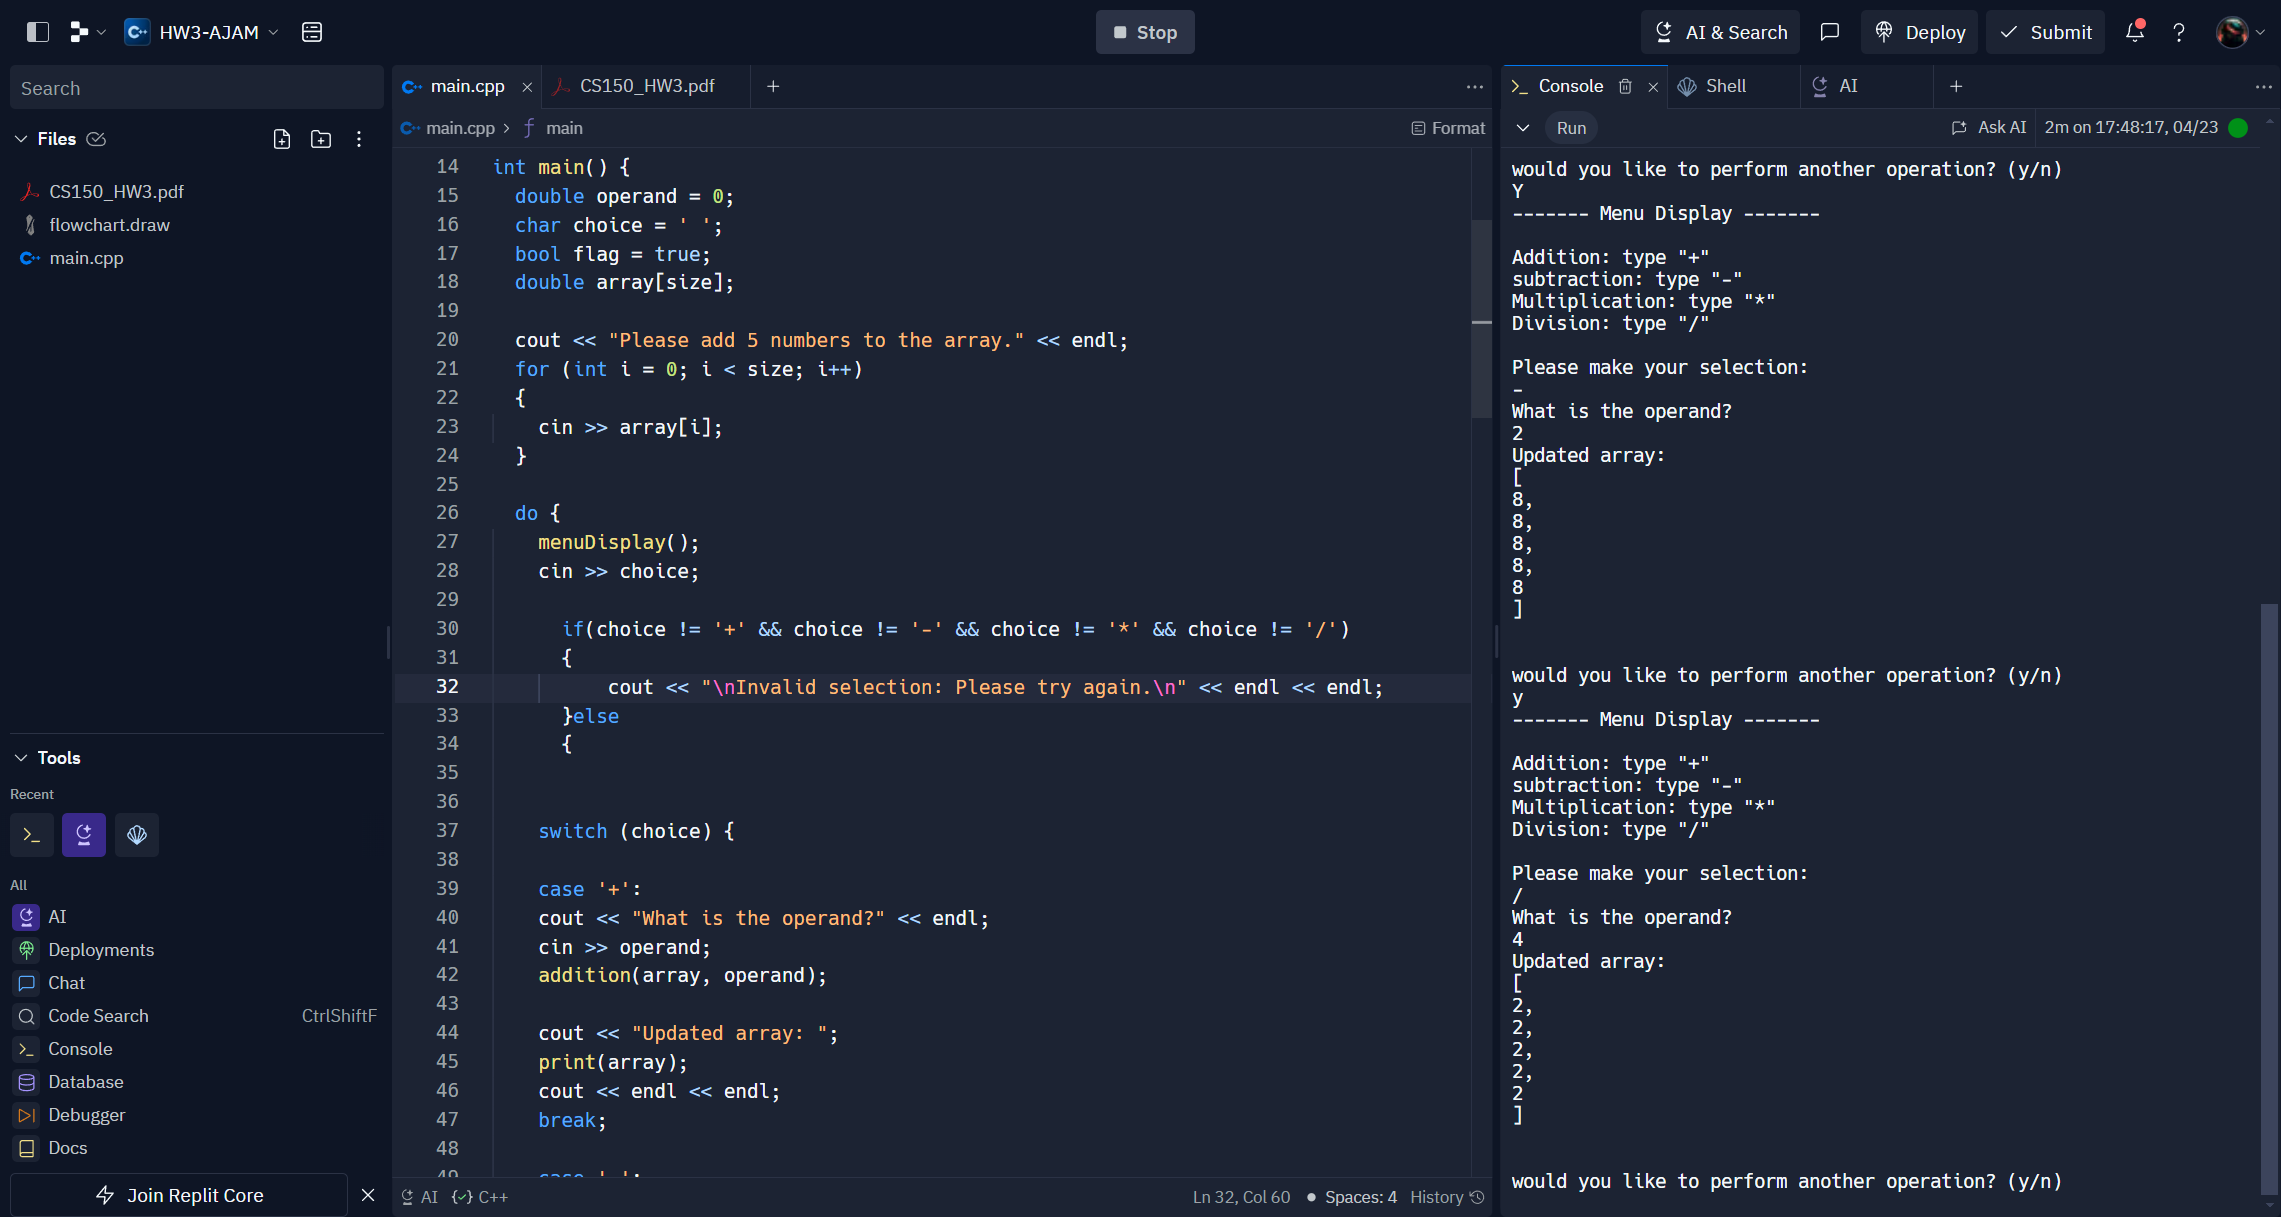 HW3-AJAM
Stop
AI & Search
Deploy
Submit
Search
Files
CS150_HW3.pdf
flowchart.draw
main.cpp
Tools
Recent
All
AI
Deployments
Chat
Code Search CtrlShiftF
Console
Database
Debugger
Docs
Join Replit Core
main.cpp
CS150_HW3.pdf
main.cpp > main
Format
14 int main() {
15 double operand = 0;
16 char choice = ' ';
17 bool flag = true;
18 double array[size];
19
20 cout << "Please add 5 numbers to the array." << endl;
21 for (int i = 0; i < size; i++)
22 {
23 cin >> array[i];
24 }
25
26 do {
27 menuDisplay();
28 cin >> choice;
29
30 if(choice != '+' && choice != '-' && choice != '*' && choice != '/')
31 {
32 cout << "\nInvalid selection: Please try again.\n" << endl << endl;
33 }else
34 {
35
36
37 switch (choice) {
38
39 case '+':
40 cout << "What is the operand?" << endl;
41 cin >> operand;
42 addition(array, operand);
43
44 cout << "Updated array: ";
45 print(array);
46 cout << endl << endl;
47 break;
48
AI
C++
Ln 32, Col 60
Spaces: 4
History
Console
Shell
AI
Run
Ask AI
2m on 17:48:17, 04/23
would you like to perform another operation? (y/n)
Y
------- Menu Display -------
Addition: type "+"
subtraction: type "-"
Multiplication: type "*"
Division: type "/"
Please make your selection:
-
What is the operand?
2
Updated array:
[
8,
8,
8,
8,
8
]
would you like to perform another operation? (y/n)
y
------- Menu Display -------
Addition: type "+"
subtraction: type "-"
Multiplication: type "*"
Division: type "/"
Please make your selection:
/
What is the operand?
4
Updated array:
[
2,
2,
2,
2,
2
]
would you like to perform another operation? (y/n)